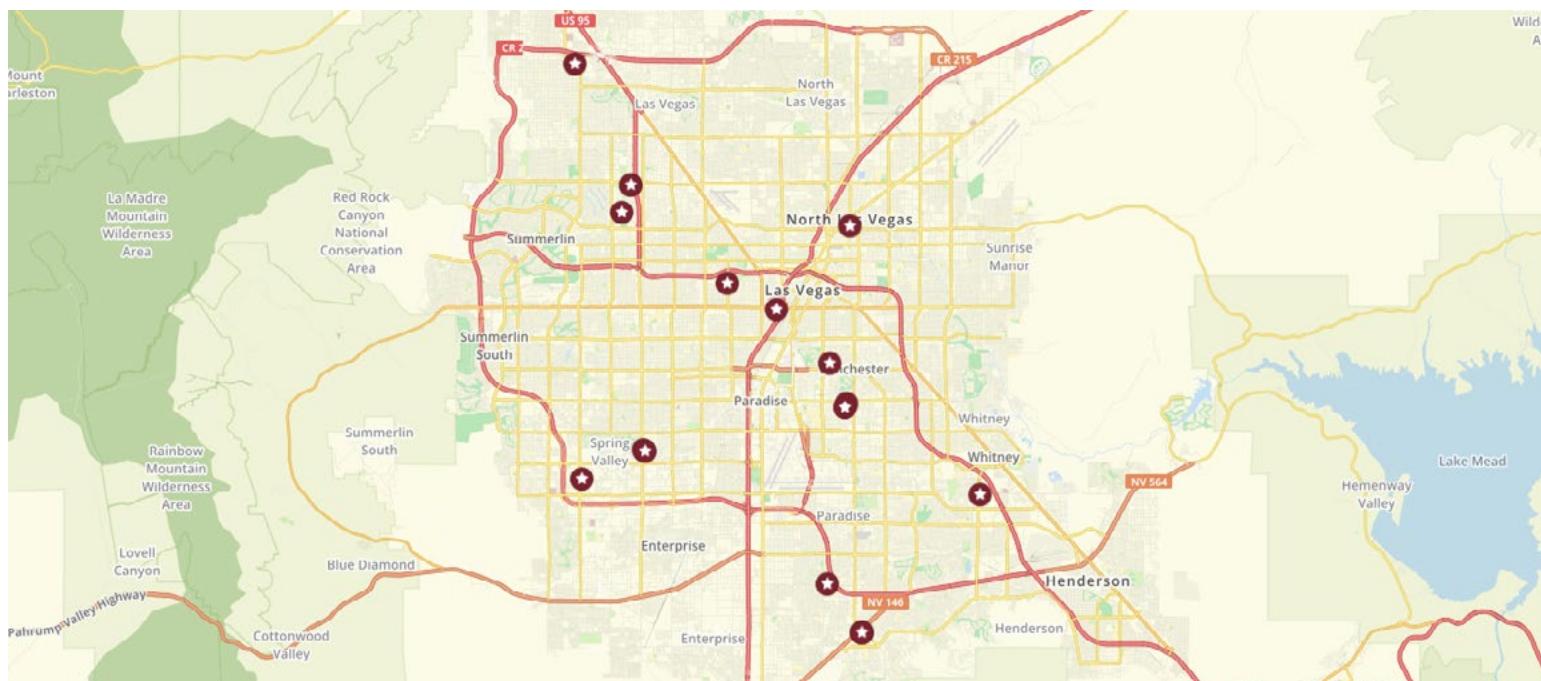 US 95
CR 2
CR 215
Mount
Las Vegas
North
Las Vegas
La Madre
Mountain
Wilderness
Area
Red Rock
Canyon
National
Conservation
Area
Summerlin
North Las Vegas
Sunrise
Manor
Las Vegas
Summerlin
South
Paradise
Whitney
Summerlin
South
Rainbow
Mountain
Wilderness
Area
Spring
Valley
Whitney
Lake Mead
NV 564
Hemenway
Valley
Paradise
Enterprise
Lovell
Canyon
Blue Diamond
Henderson
NV 146
Pahrump Valley Highway
Cottonwood
Valley
Enterprise
Henderson